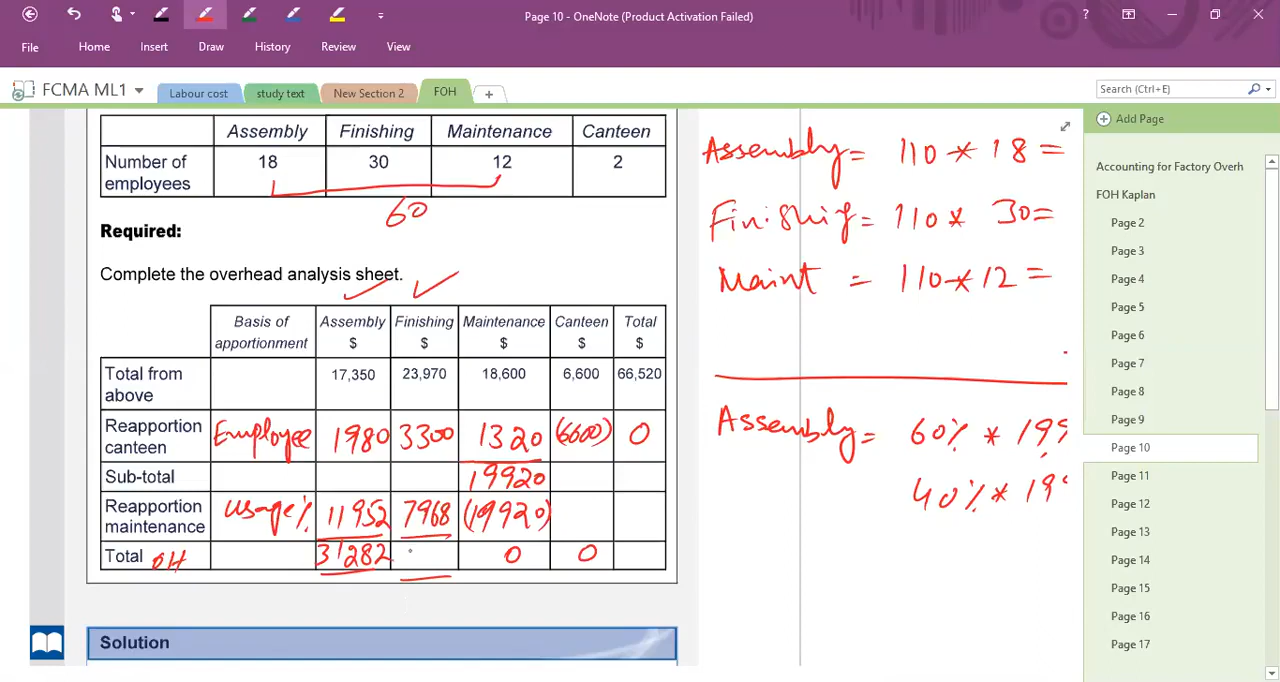 Page 10 - OneNote (Product Activation Failed)
?
File Home Insert Draw History Review View
FCMA ML1 Labour cost study text New Section 2 FOH
Search (Ctrl+E)
Add Page
Accounting for Factory Overh
FOH Kaplan
Page 2
Page 3
Page 4
Page 5
Page 6
Page 7
Page 8
Page 9
Page 10
Page 11
Page 12
Page 13
Page 14
Page 15
Page 16
Page 17
Assembly Finishing Maintenance Canteen
Number of employees 18 30 12 2
60
Required:
Complete the overhead analysis sheet.
Basis of apportionment Assembly $ Finishing $ Maintenance $ Canteen $ Total $
Total from above 17,350 23,970 18,600 6,600 66,520
Reapportion canteen Employee 1980 3300 1320 (6600) 0
Sub-total 19920
Reapportion maintenance Usage% 11952 7968 (19920)
Total OH 31282 0 0
Solution
Assembly = 110 * 18 =
Finishing = 110 * 30 =
Maint = 110 * 12 =
Assembly = 60% * 199
40% * 19